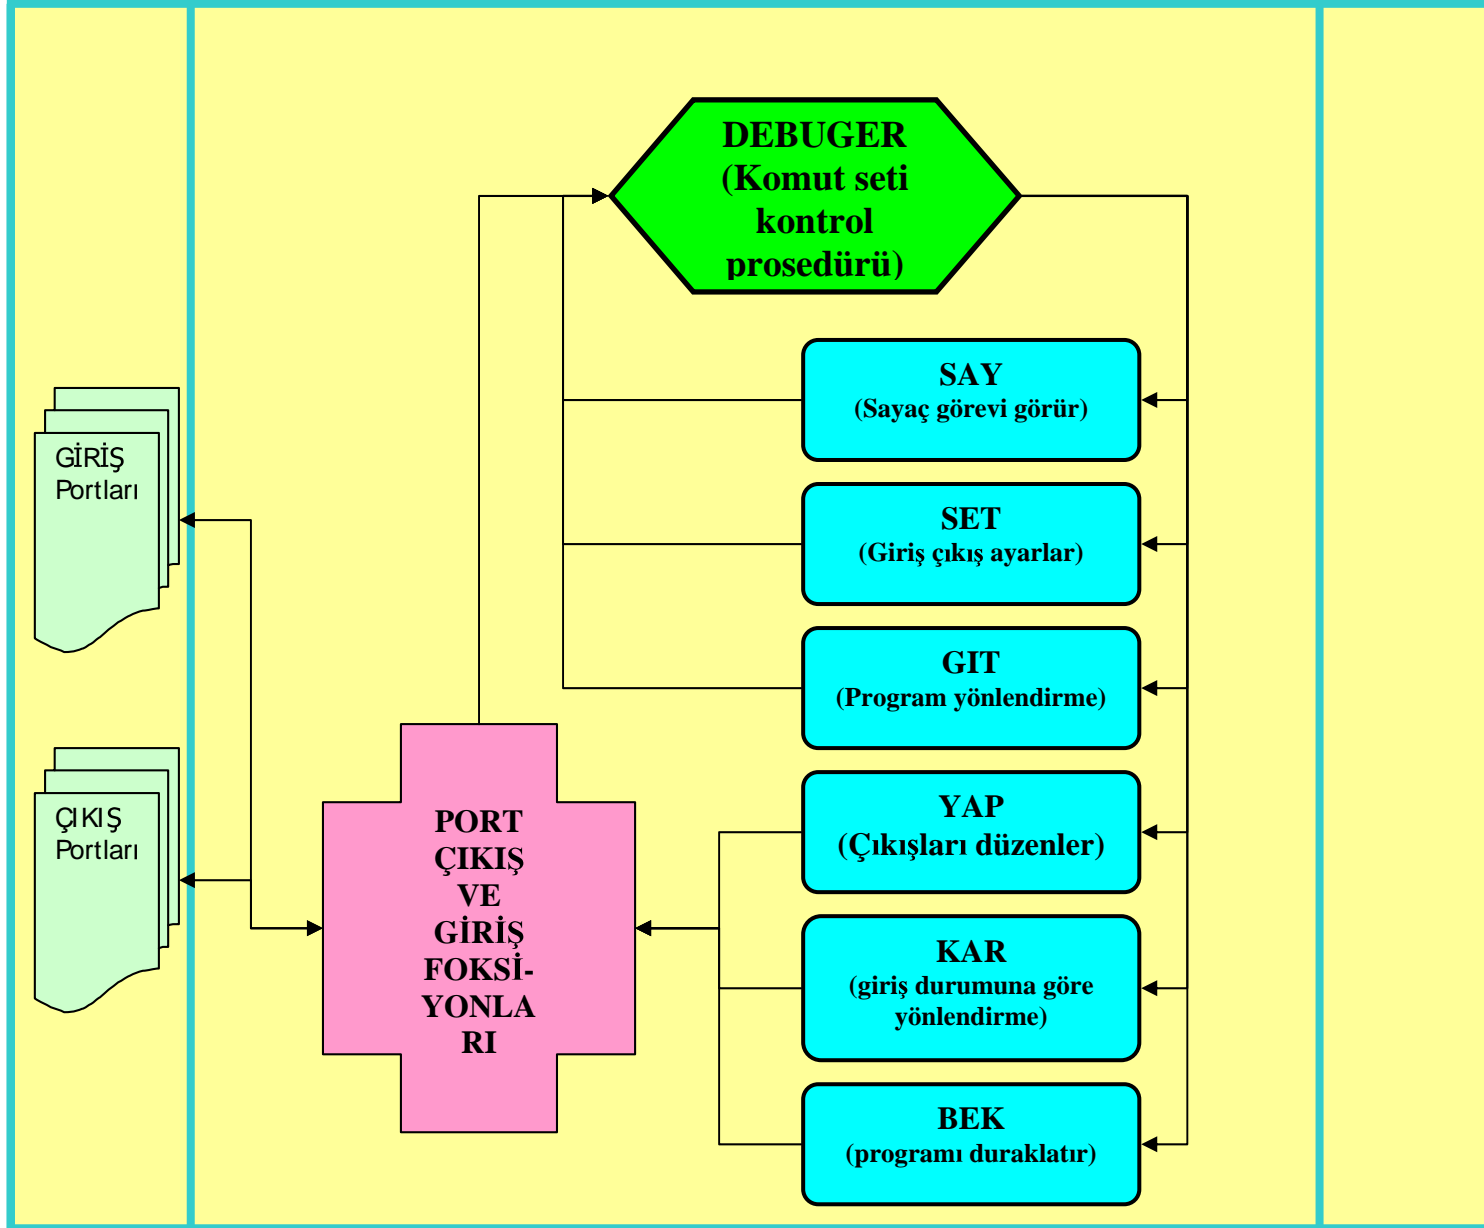 DEBUGER
(Komut seti
kontrol
prosedürü)
SAY
(Sayaç görevi görür)
SET
(Giriş çıkış ayarlar)
GIT
(Program yönlendirme)
YAP
(Çıkışları düzenler)
KAR
(giriş durumuna göre
yönlendirme)
BEK
(programı duraklatır)
GİRİŞ
Portları
ÇIKIŞ
Portları
PORT
ÇIKIŞ
VE
GİRİŞ
FOKSİ-
YONLA
RI